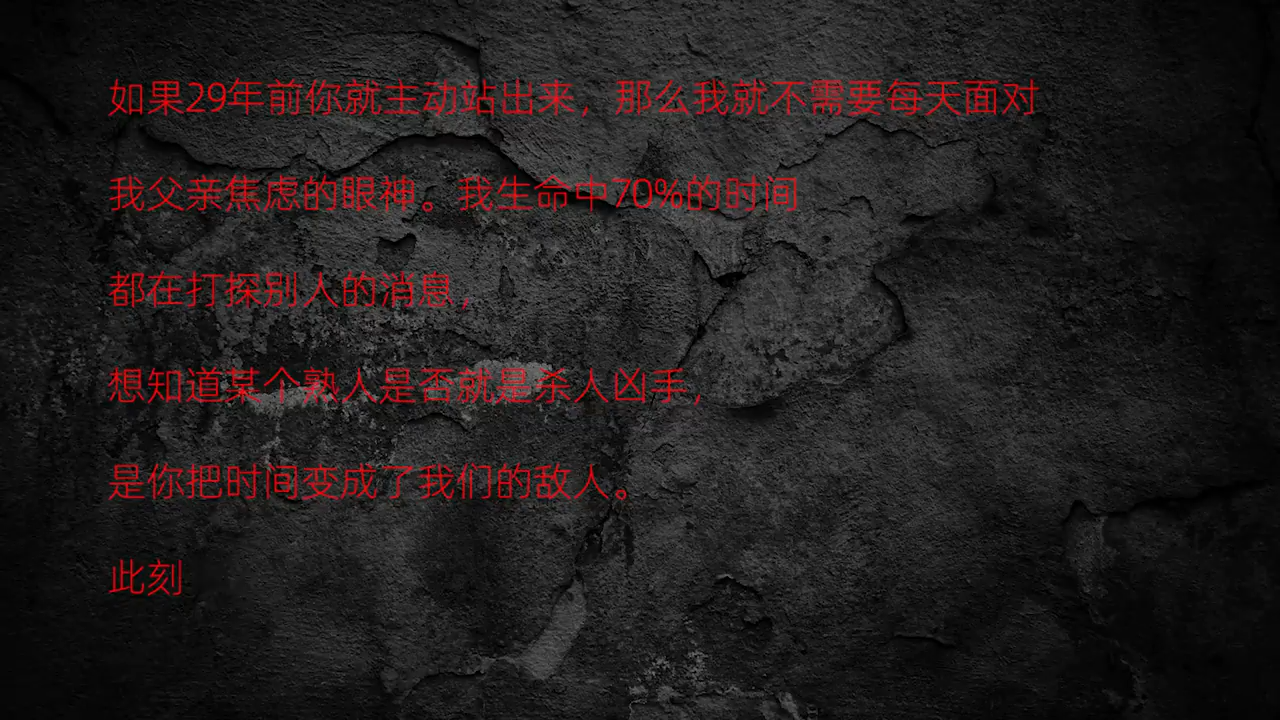 如果29年前你就主动站出来，那么我就不需要每天面对
我父亲焦虑的眼神。我生命中70%的时间
都在打探别人的消息，
想知道某个熟人是否就是杀人凶手，
是你把时间变成了我们的敌人。
此刻